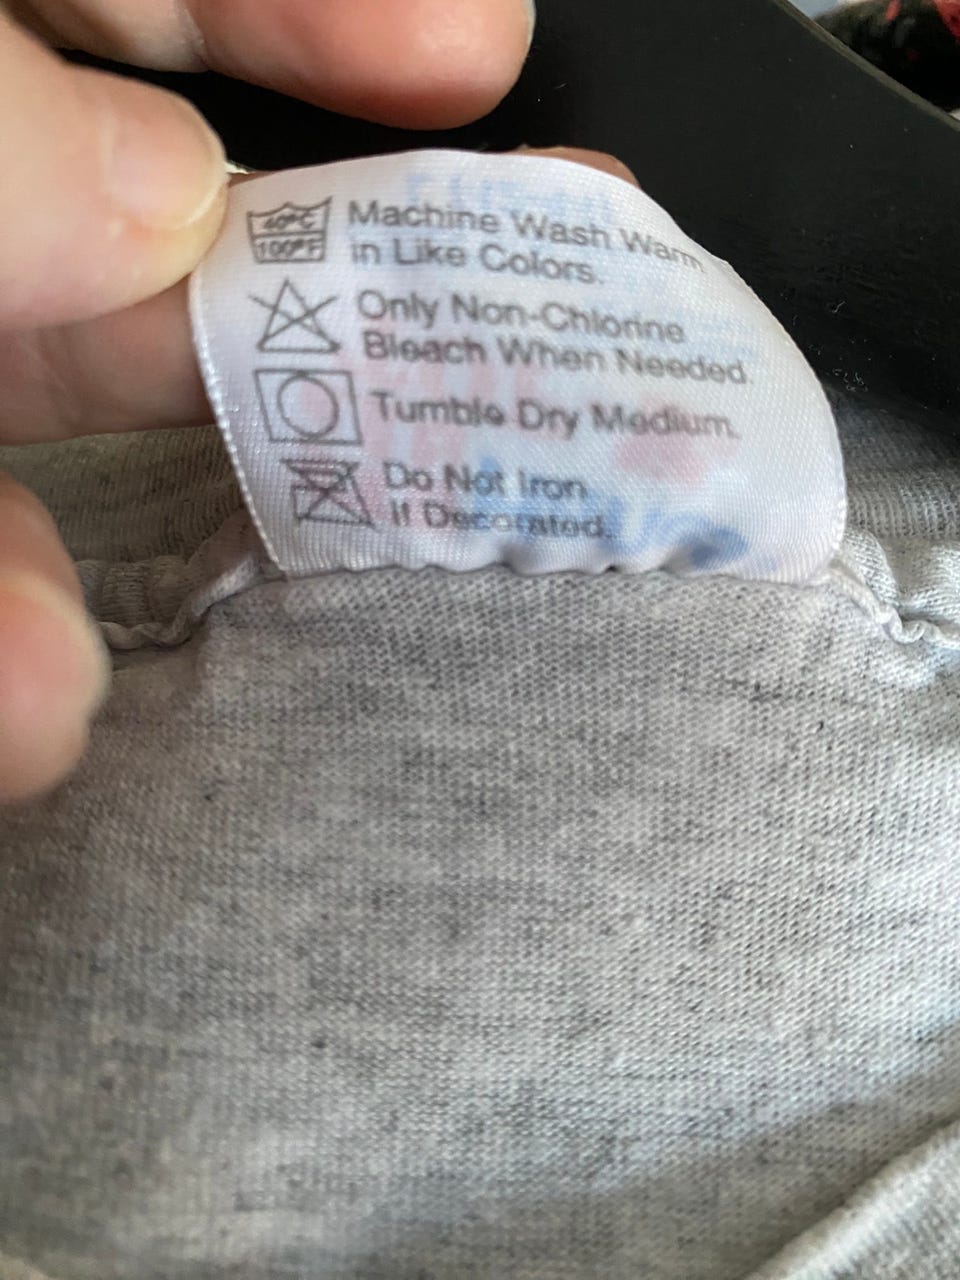 40°C
100°F
Machine Wash Warm
in Like Colors.
Only Non-Chlorine
Bleach When Needed.
Tumble Dry Medium.
Do Not Iron
If Decorated.